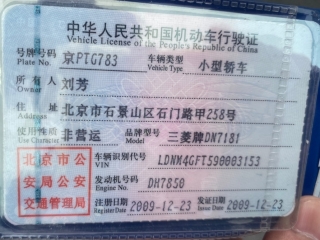 中华人民共和国机动车行驶证
Vehicle License of the People's Republic of China
号牌号码 京PTG783 车辆类型 小型轿车
Plate No. Vehicle Type
所有人 刘芳
Owner
住址 北京市石景山区石门路甲258号
Address
使用性质 非营运 品牌型号 三菱牌DN7181
Use Character Model
北京市公 车辆识别代号 LDNM4GFT590003153
VIN
安局公安 发动机号码 DH7850
Engine No.
交通管理局 注册日期 2009-12-23 发证日期 2009-12-23
Register Date Issue Date